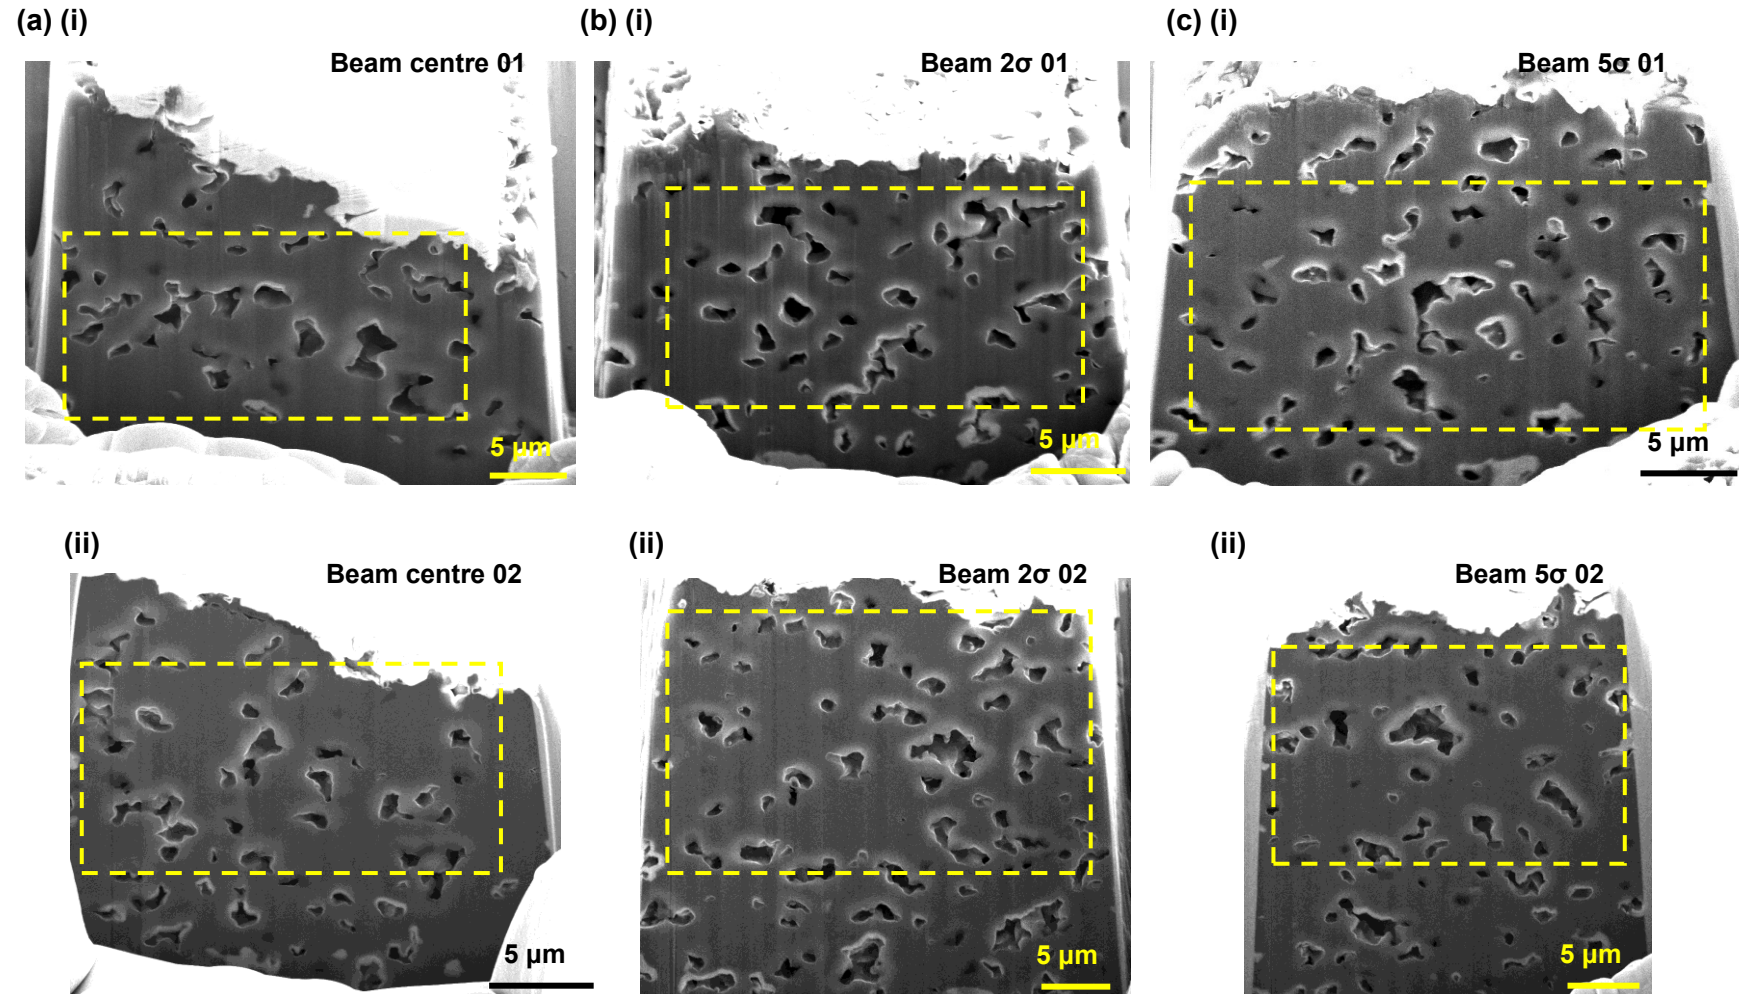 (a) (i)
Beam centre 01
5 µm
(b) (i)
Beam 2σ 01
5 µm
(c) (i)
Beam 5σ 01
5 µm
(ii)
Beam centre 02
5 µm
(ii)
Beam 2σ 02
5 µm
(ii)
Beam 5σ 02
5 µm